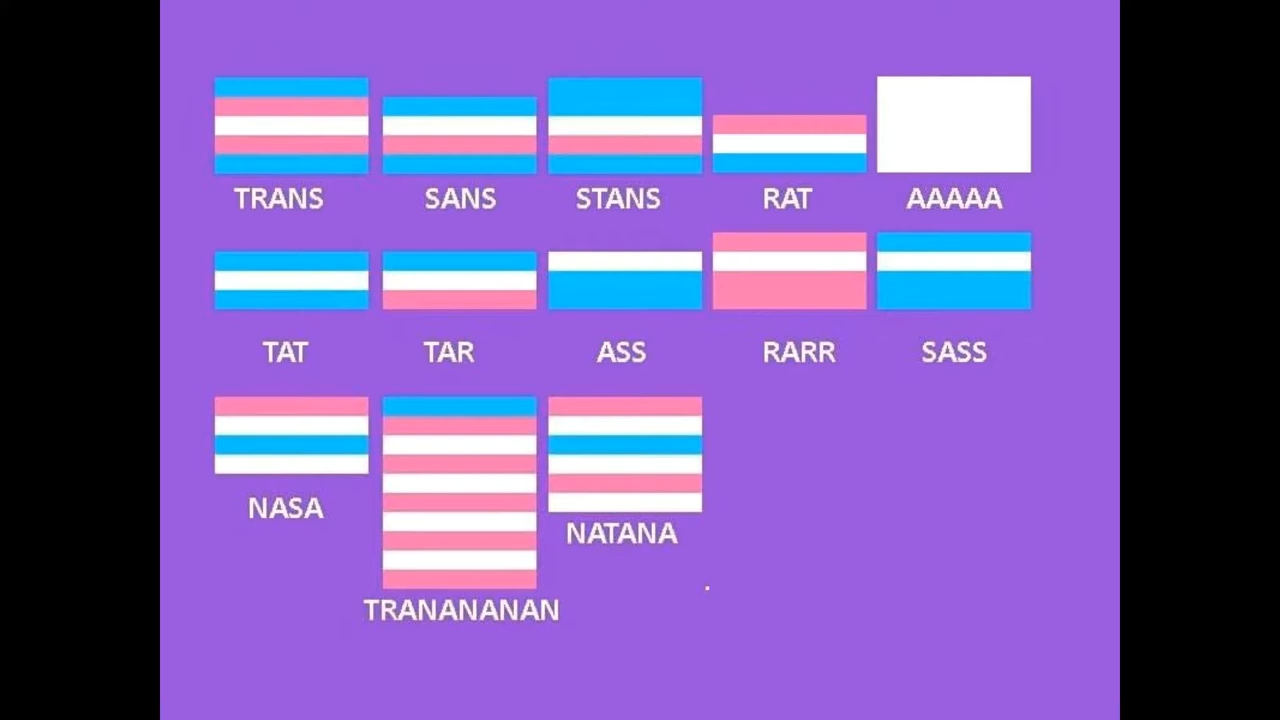 TRANS SANS STANS RAT AAAAA
TAT TAR ASS RARR SASS
NASA
NATANA
TRANANANAN